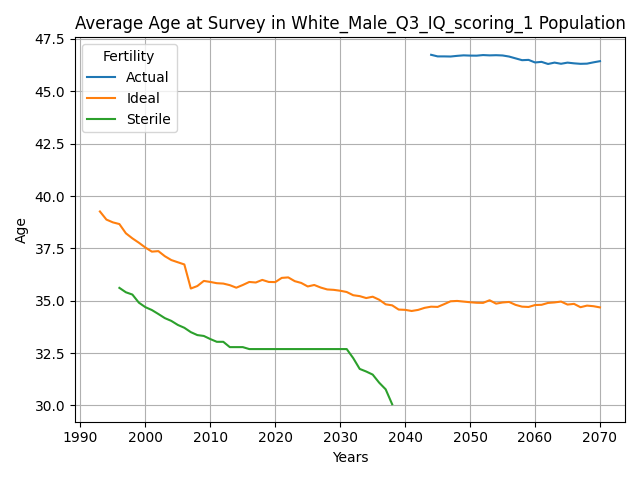 Average Age at Survey in White_Male_Q3_IQ_scoring_1 Population
47.5
45.0
42.5
40.0
37.5
35.0
32.5
30.0
Age
Fertility
Actual
Ideal
Sterile
1990 2000 2010 2020 2030 2040 2050 2060 2070
Years